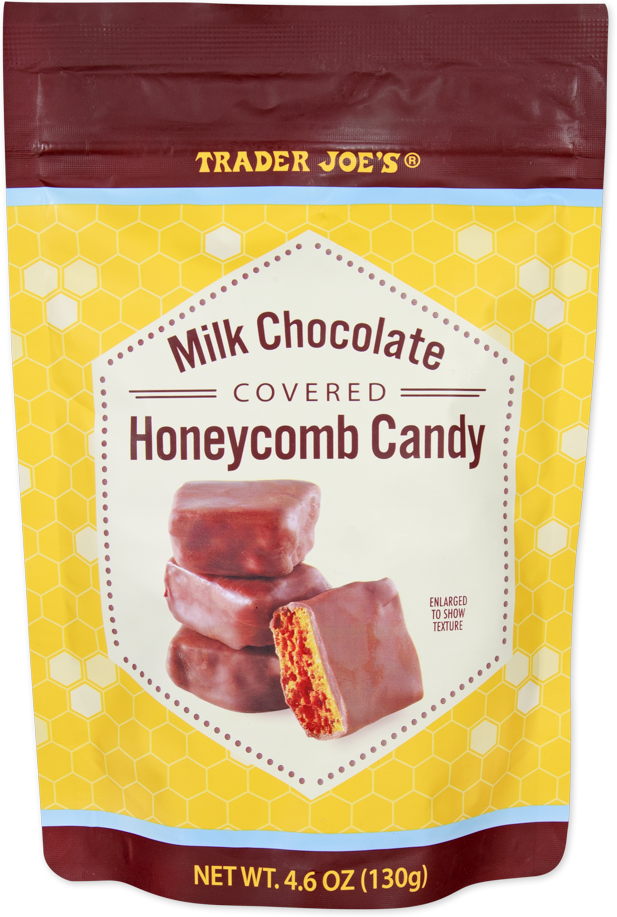 TRADER JOE'S®
Milk Chocolate
COVERED
Honeycomb Candy
ENLARGED
TO SHOW
TEXTURE
NET WT. 4.6 OZ (130g)